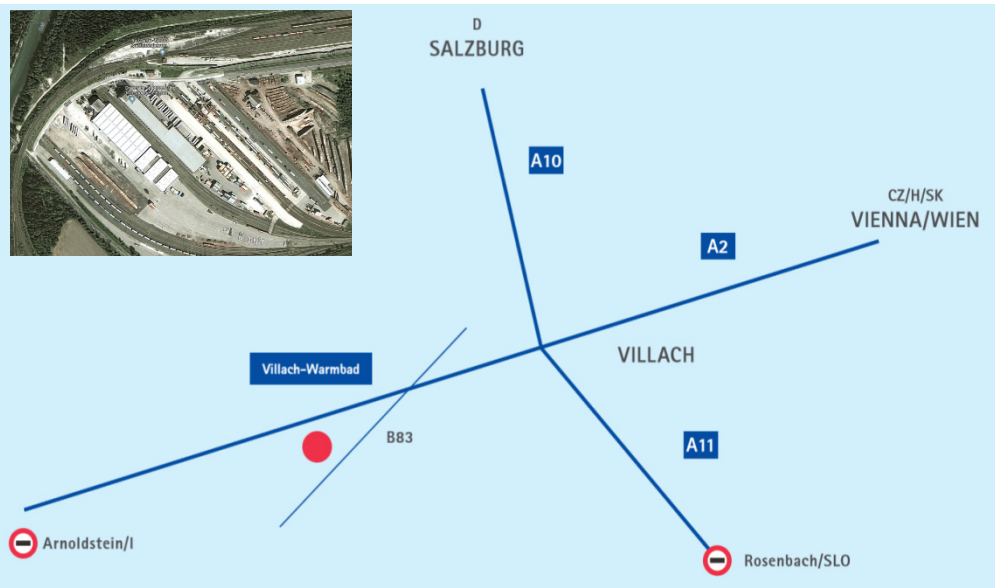 D
SALZBURG
A10
CZ/H/SK
VIENNA/WIEN
A2
VILLACH
Villach-Warmbad
B83
A11
Arnoldstein/I
Rosenbach/SLO